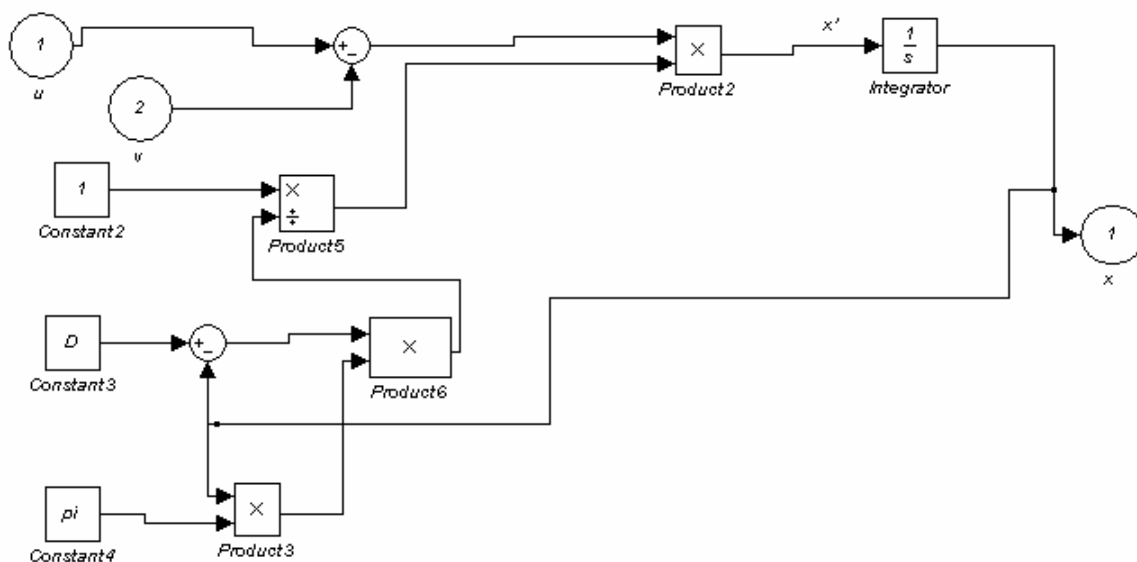 1
u
2
v
+
−
×
Product2
x'
1
s
Integrator
1
Constant2
×
÷
Product5
1
x
D
Constant3
+
−
×
Product6
pi
Constant4
×
Product3